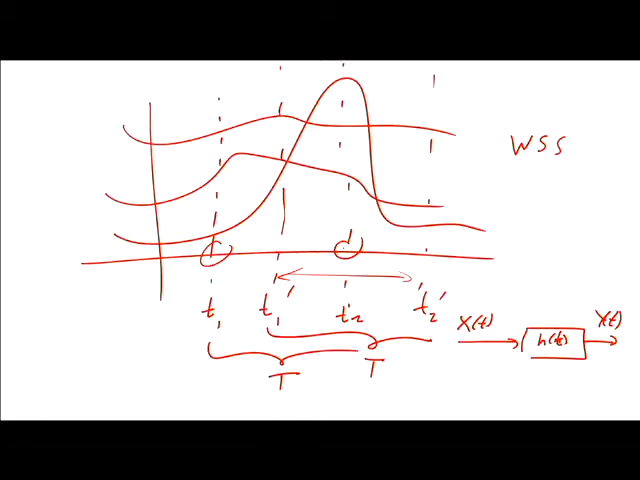 WSS
t₁ t₁' t₂ t₂'
X(t) h(t) Y(t)
T T